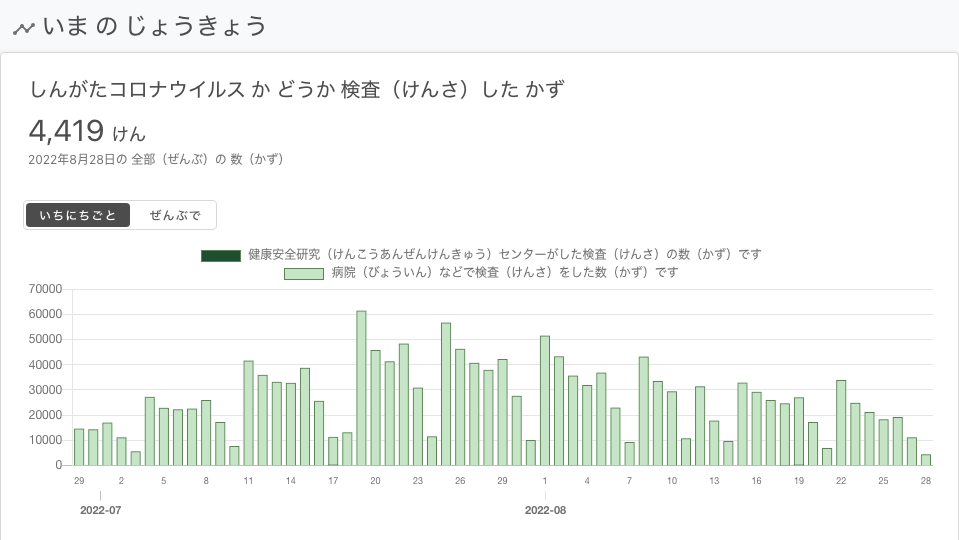 いま の じょうきょう
しんがたコロナウイルス か どうか 検査（けんさ）した かず
4,419 けん
2022年8月28日の 全部（ぜんぶ）の 数（かず）
いちにちごと ぜんぶで
健康安全研究（けんこうあんぜんけんきゅう）センターがした検査（けんさ）の数（かず）です
病院（びょういん）などで検査（けんさ）をした数（かず）です
70000
60000
50000
40000
30000
20000
10000
0
29 2 5 8 11 14 17 20 23 26 29 1 4 7 10 13 16 19 22 25 28
2022-07 2022-08